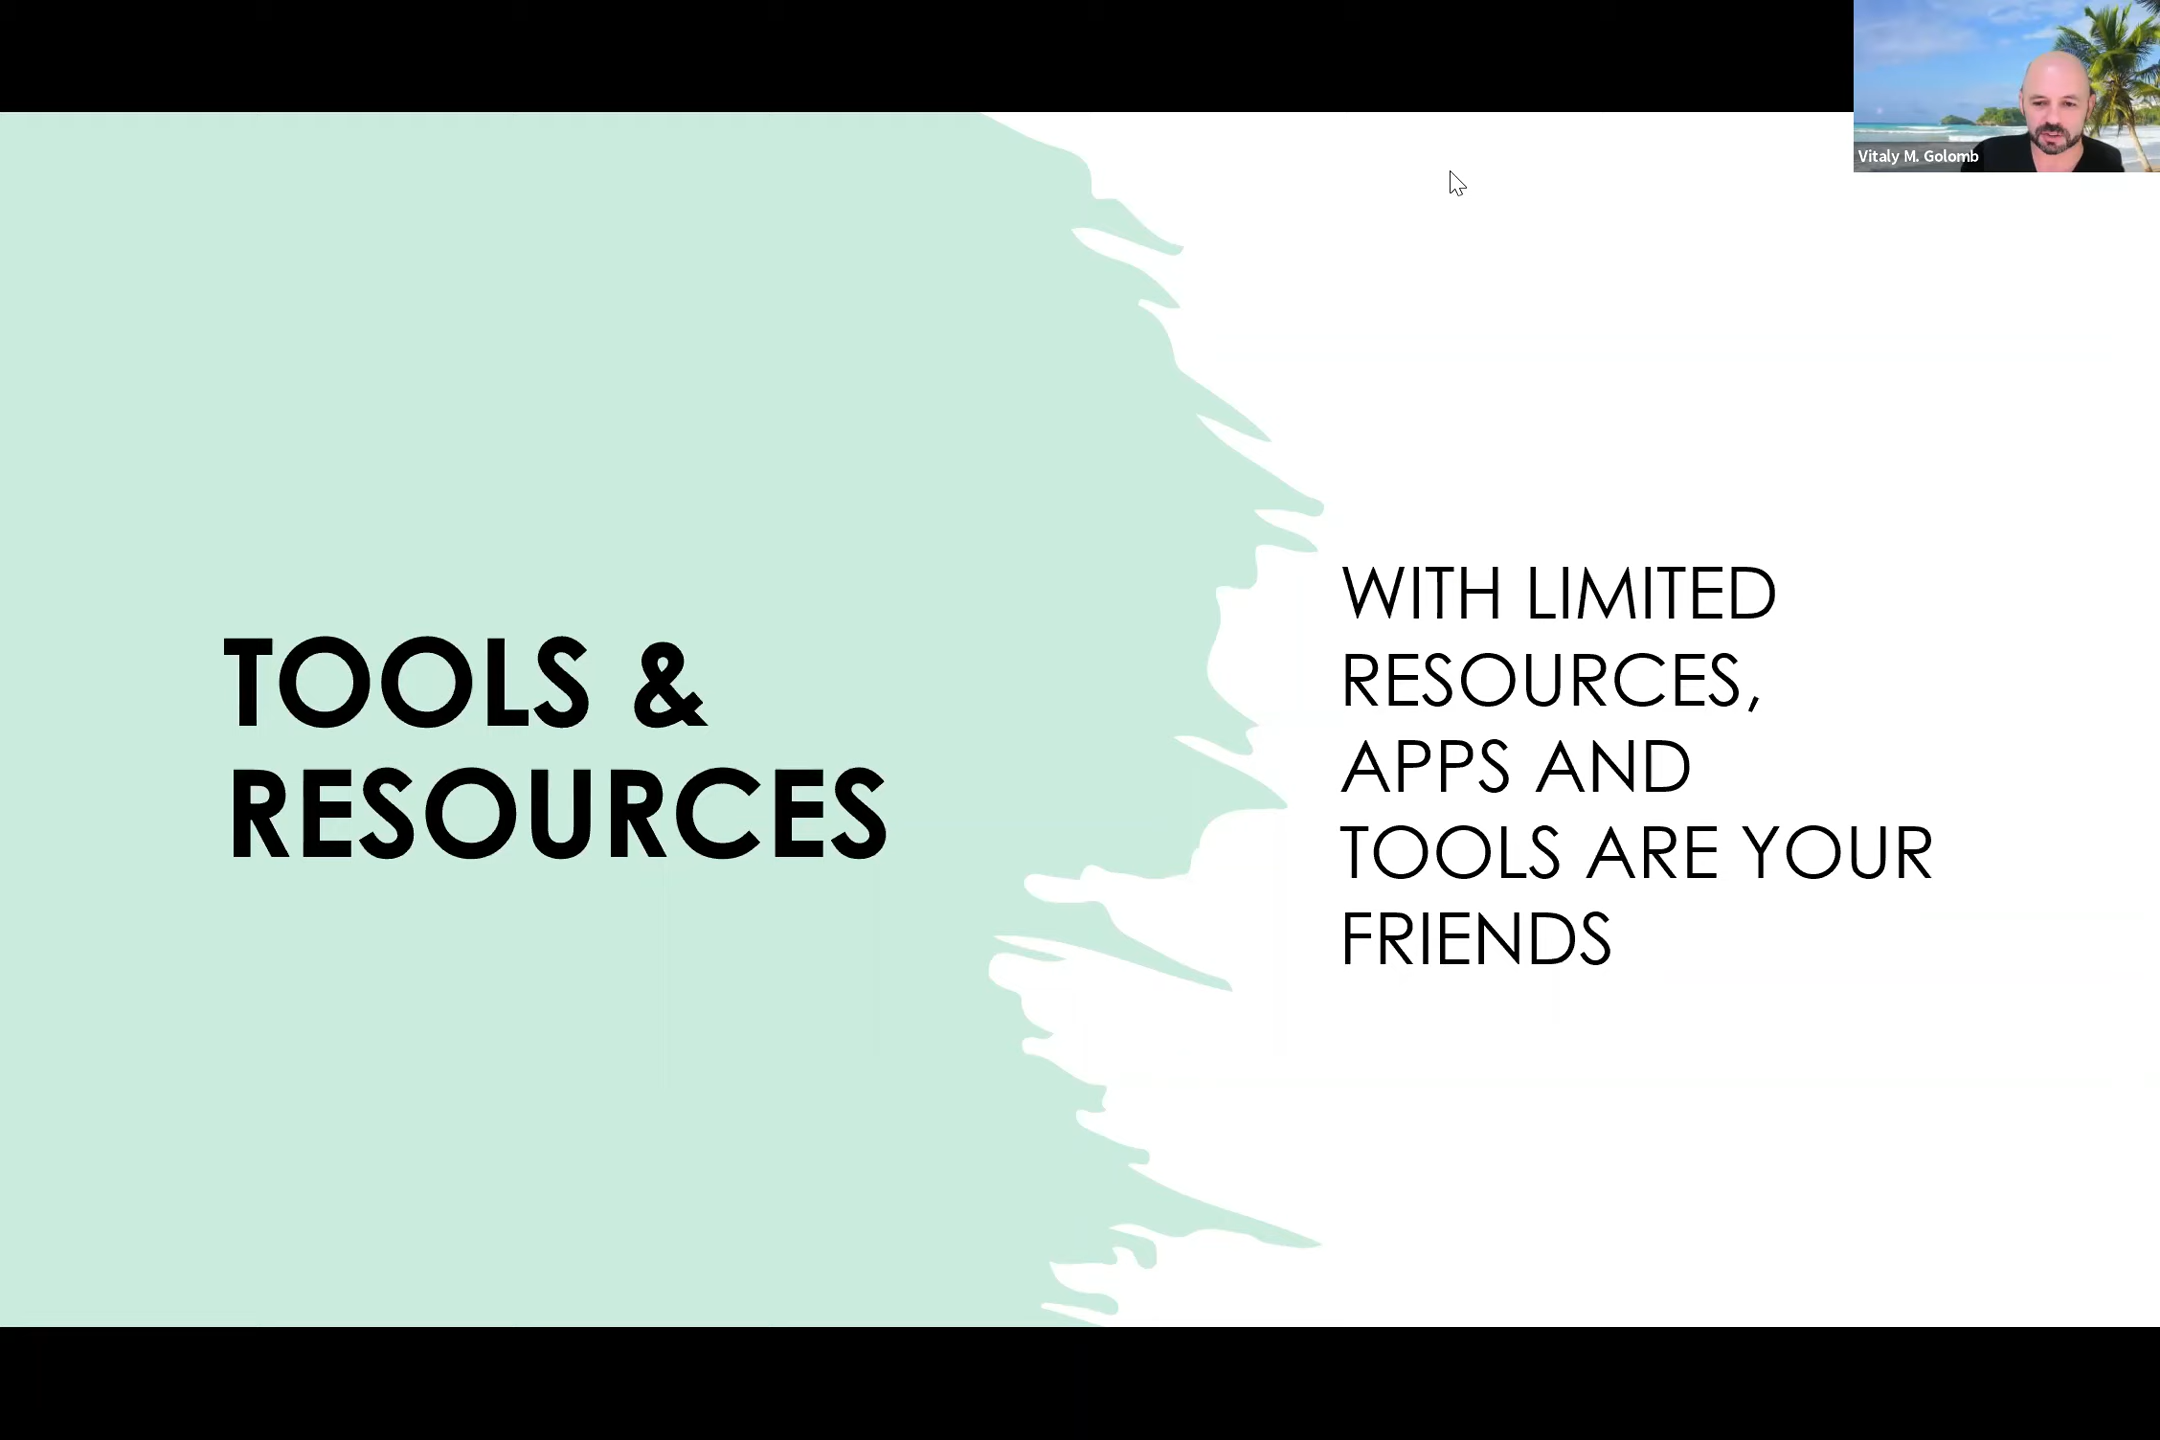 Vitaly M. Golomb
TOOLS &
RESOURCES
WITH LIMITED
RESOURCES,
APPS AND
TOOLS ARE YOUR
FRIENDS